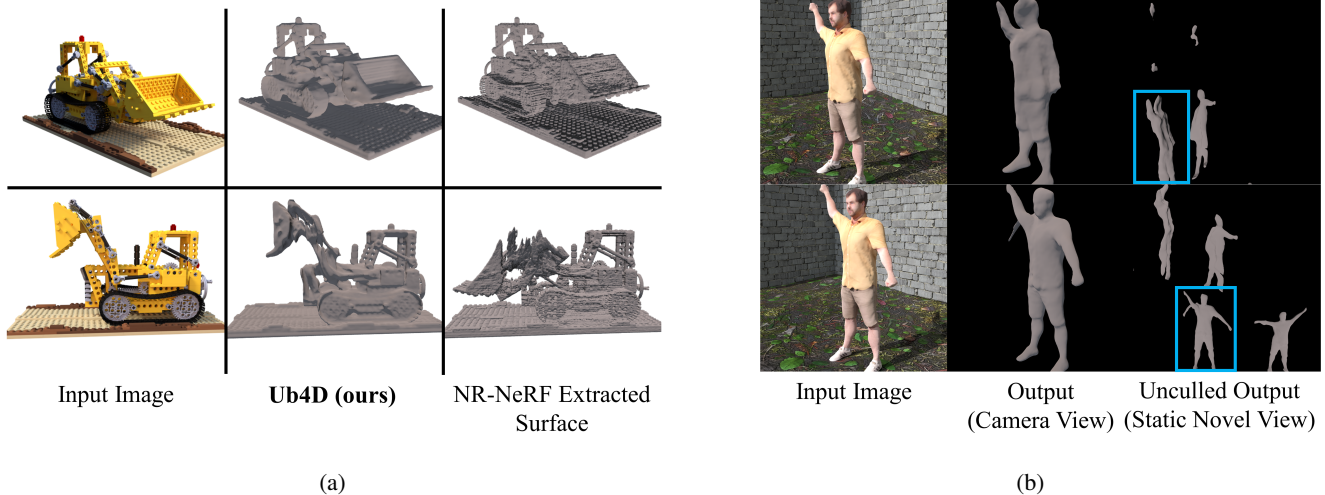 Input Image
Ub4D (ours)
NR-NeRF Extracted
Surface
(a)
Input Image
Output
(Camera View)
Unculled Output
(Static Novel View)
(b)